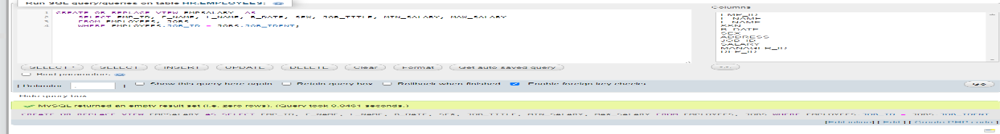 Run SQL query/queries on table HR.EMPLOYEES:
Columns
1 CREATE OR REPLACE VIEW EMPSALARY AS
2 SELECT EMP_ID, F_NAME, L_NAME, B_DATE, SEX, JOB_TITLE, MIN_SALARY, MAX_SALARY
3 FROM EMPLOYEES, JOBS
4 WHERE EMPLOYEES.JOB_ID = JOBS.JOB_IDENT;
EMP_ID
F_NAME
L_NAME
SSN
B_DATE
SEX
ADDRESS
JOB_ID
SALARY
MANAGER_ID
DEP_ID
SELECT * SELECT INSERT UPDATE DELETE Clear Format Get auto-saved query
<<
Bind parameters
[ Delimiter ; ] Show this query here again Retain query box Rollback when finished Enable foreign key checks Go
Hide query box
MySQL returned an empty result set (i.e. zero rows). (Query took 0.0461 seconds.)
CREATE OR REPLACE VIEW EMPSALARY AS SELECT EMP_ID, F_NAME, L_NAME, B_DATE, SEX, JOB_TITLE, MIN_SALARY, MAX_SALARY FROM EMPLOYEES, JOBS WHERE EMPLOYEES.JOB_ID = JOBS.JOB_IDENT
[Edit inline] [ Edit ] [ Create PHP code ]